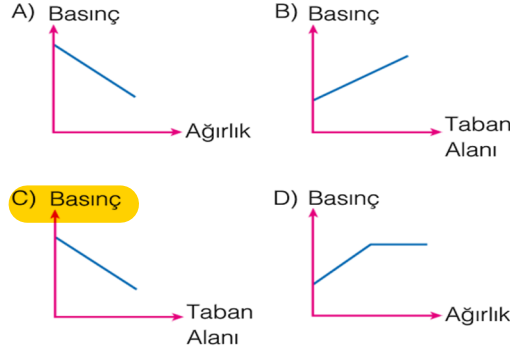 A) Basınç
Ağırlık
B) Basınç
Taban
Alanı
C) Basınç
Taban
Alanı
D) Basınç
Ağırlık